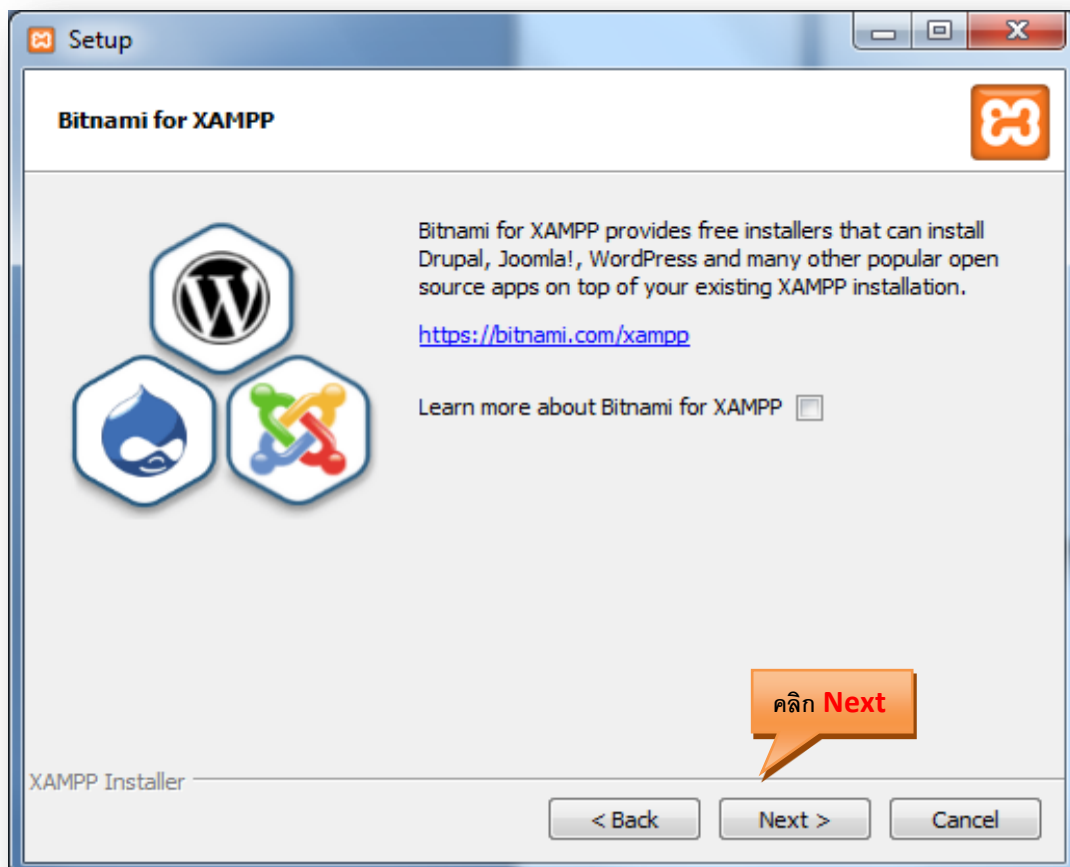 Setup
Bitnami for XAMPP
Bitnami for XAMPP provides free installers that can install
Drupal, Joomla!, WordPress and many other popular open
source apps on top of your existing XAMPP installation.
https://bitnami.com/xampp
Learn more about Bitnami for XAMPP
คลิก Next
XAMPP Installer
< Back Next > Cancel